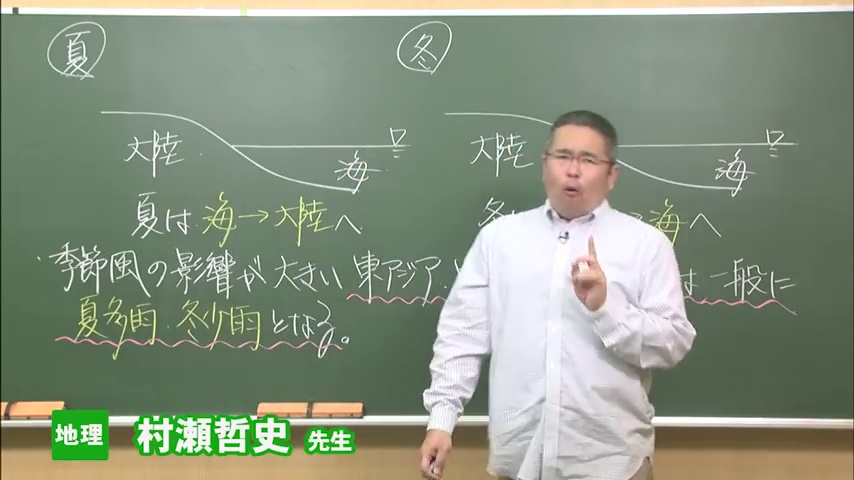 夏
冬
大陸
海
大陸
海
夏は 海→大陸へ
冬 →海へ
季節風の影響が大きい 東アジア は一般に
夏多雨・冬少雨となる。
地理 村瀬哲史 先生